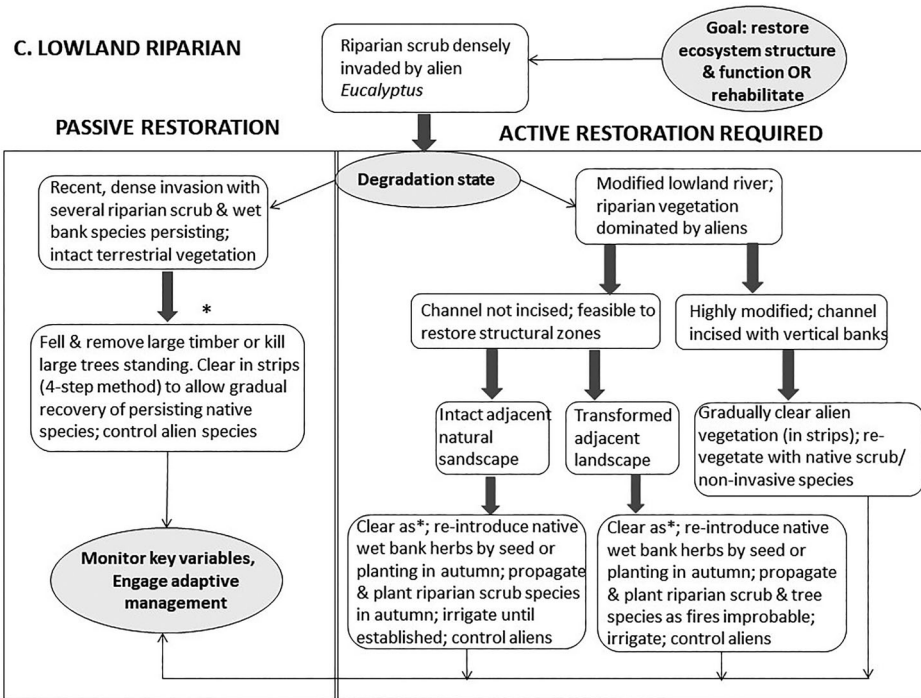 C. LOWLAND RIPARIAN
Riparian scrub densely
invaded by alien
Eucalyptus
Goal: restore
ecosystem structure
& function OR
rehabilitate
PASSIVE RESTORATION
ACTIVE RESTORATION REQUIRED
Degradation state
Recent, dense invasion with
several riparian scrub & wet
bank species persisting;
intact terrestrial vegetation
Modified lowland river;
riparian vegetation
dominated by aliens
*
Fell & remove large timber or kill
large trees standing. Clear in strips
(4-step method) to allow gradual
recovery of persisting native
species; control alien species
Channel not incised; feasible to
restore structural zones
Highly modified; channel
incised with vertical banks
Intact adjacent
natural
sandscape
Transformed
adjacent
landscape
Gradually clear alien
vegetation (in strips); re-
vegetate with native scrub/
non-invasive species
Monitor key variables,
Engage adaptive
management
Clear as*; re-introduce native
wet bank herbs by seed or
planting in autumn; propagate
& plant riparian scrub species
in autumn; irrigate until
established; control aliens
Clear as*; re-introduce native
wet bank herbs by seed or
planting in autumn; propagate
& plant riparian scrub & tree
species as fires improbable;
irrigate; control aliens